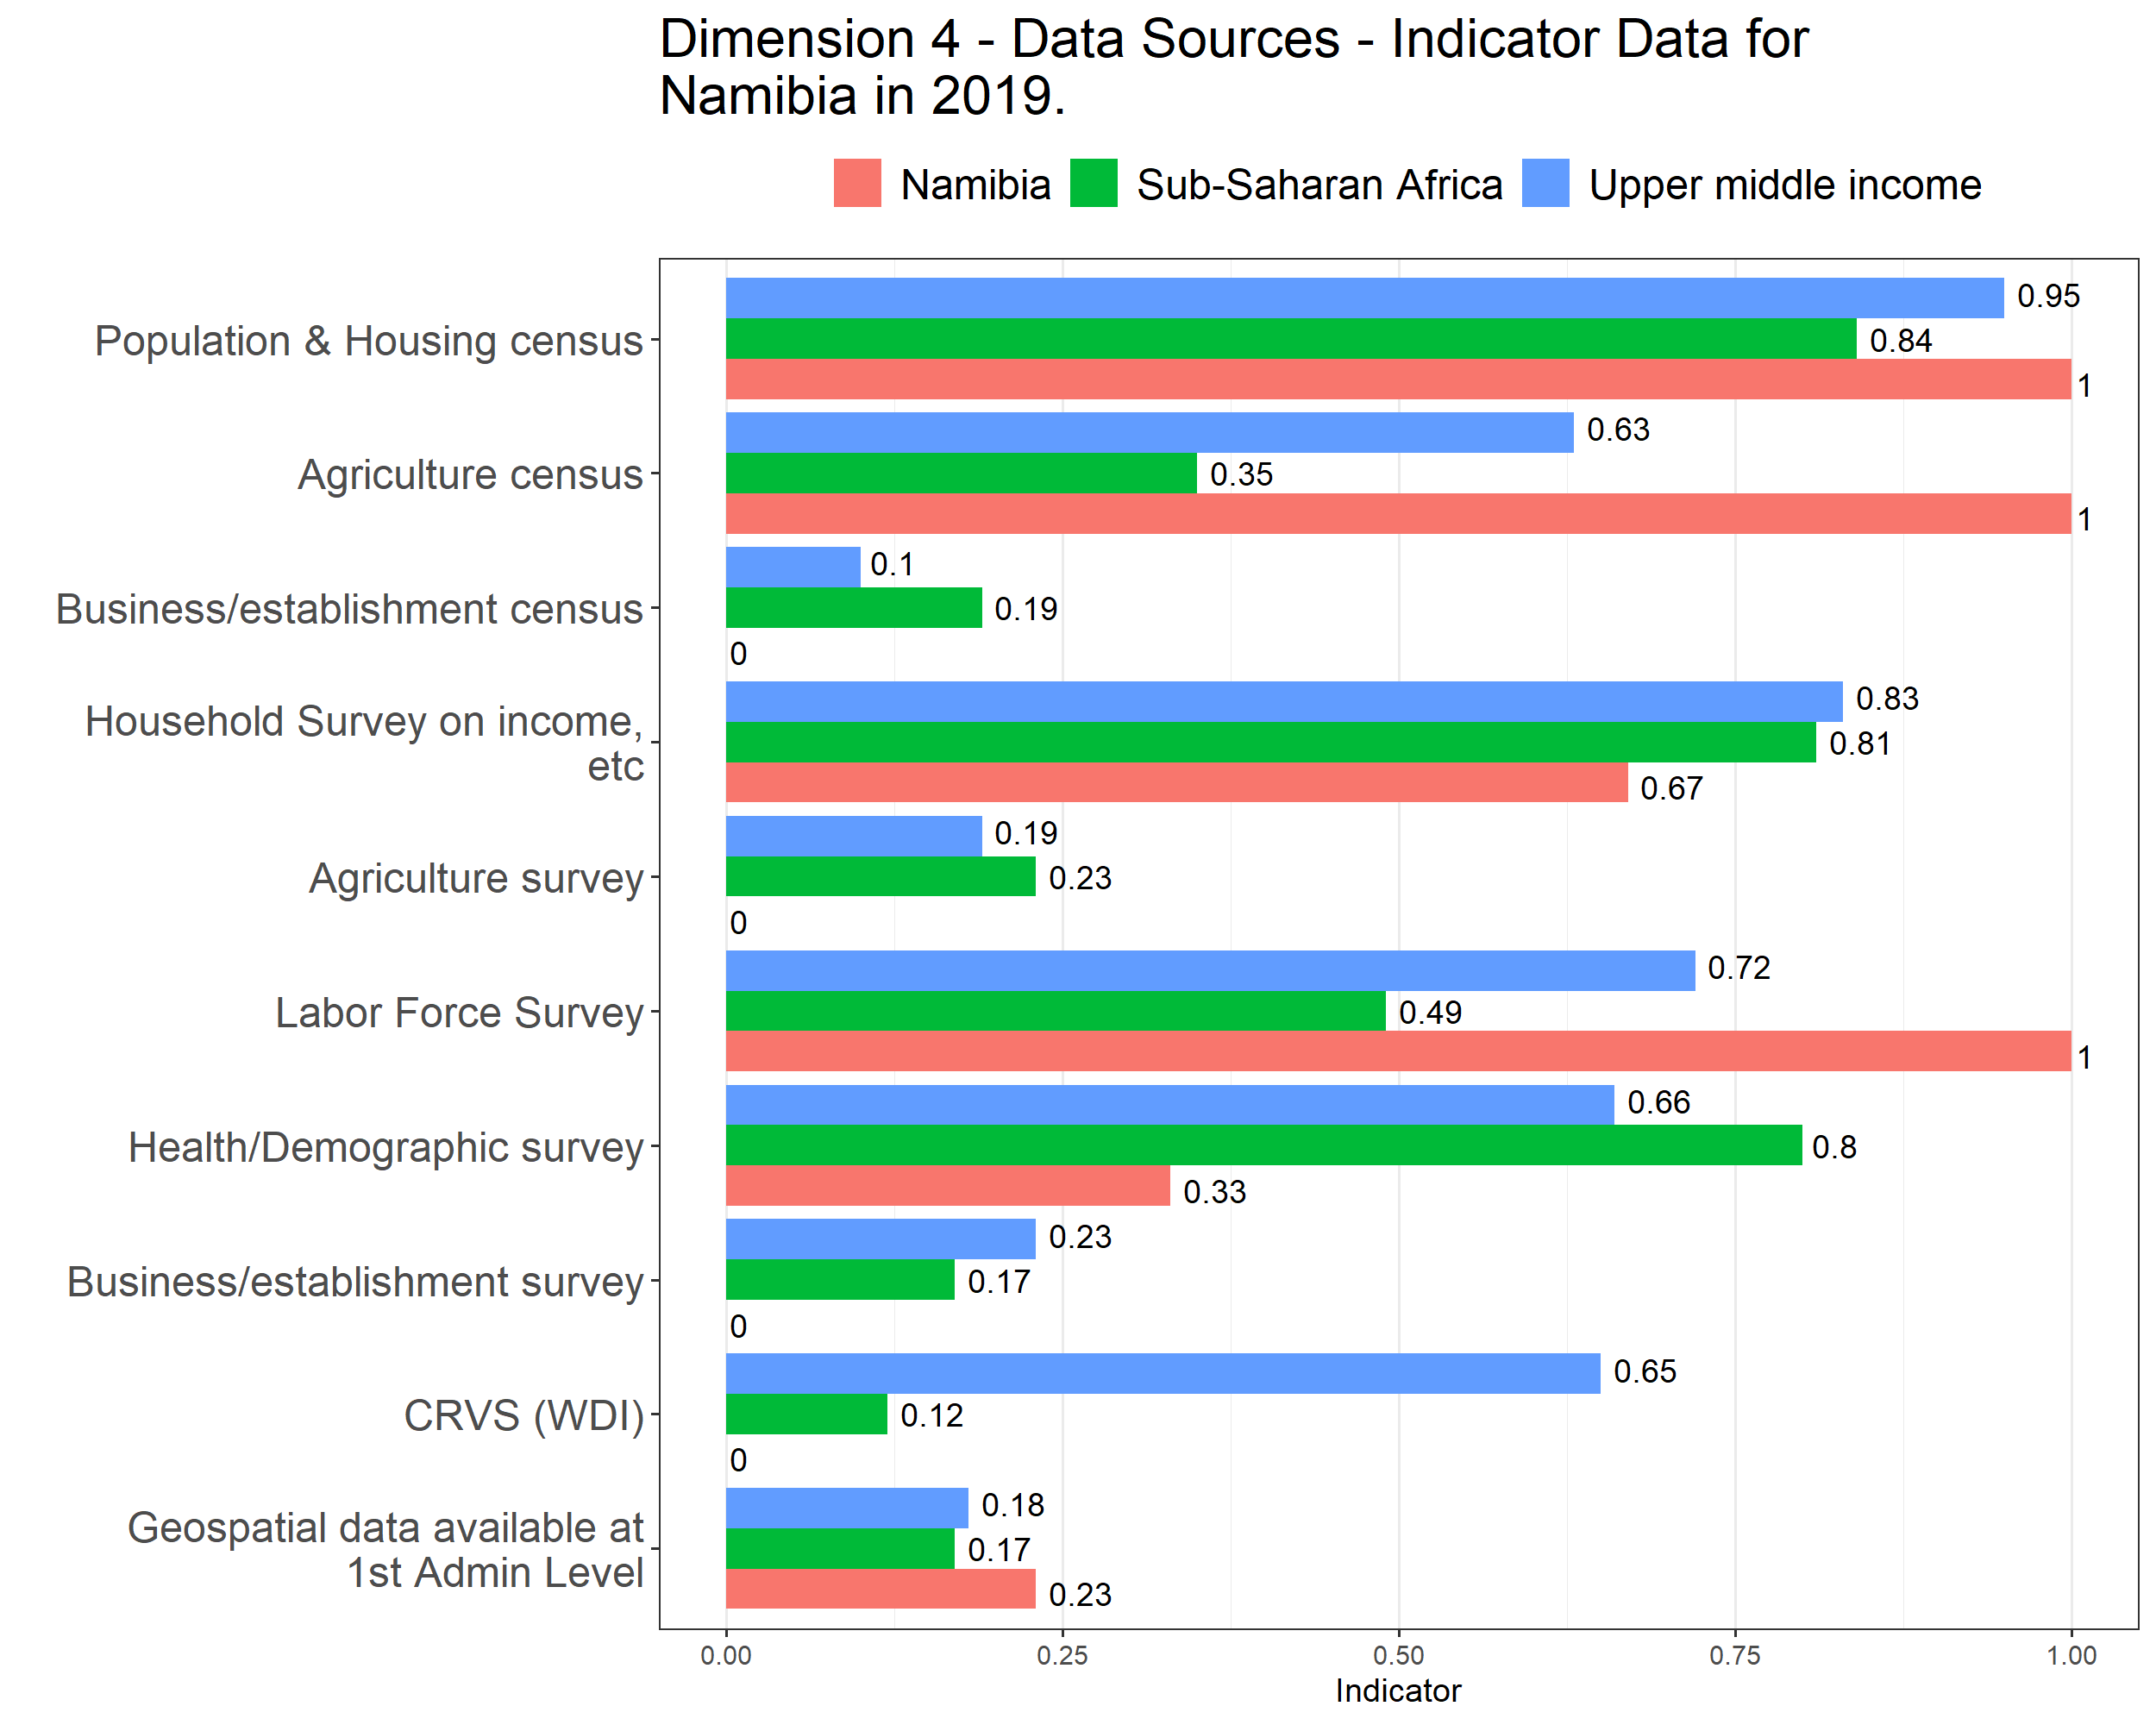 Dimension 4 - Data Sources - Indicator Data for
Namibia in 2019.
Namibia Sub-Saharan Africa Upper middle income
Population & Housing census
0.95
0.84
1
Agriculture census
0.63
0.35
1
Business/establishment census
0.1
0.19
0
Household Survey on income,
etc
0.83
0.81
0.67
Agriculture survey
0.19
0.23
0
Labor Force Survey
0.72
0.49
1
Health/Demographic survey
0.66
0.8
0.33
Business/establishment survey
0.23
0.17
0
CRVS (WDI)
0.65
0.12
0
Geospatial data available at
1st Admin Level
0.18
0.17
0.23
0.00 0.25 0.50 0.75 1.00
Indicator